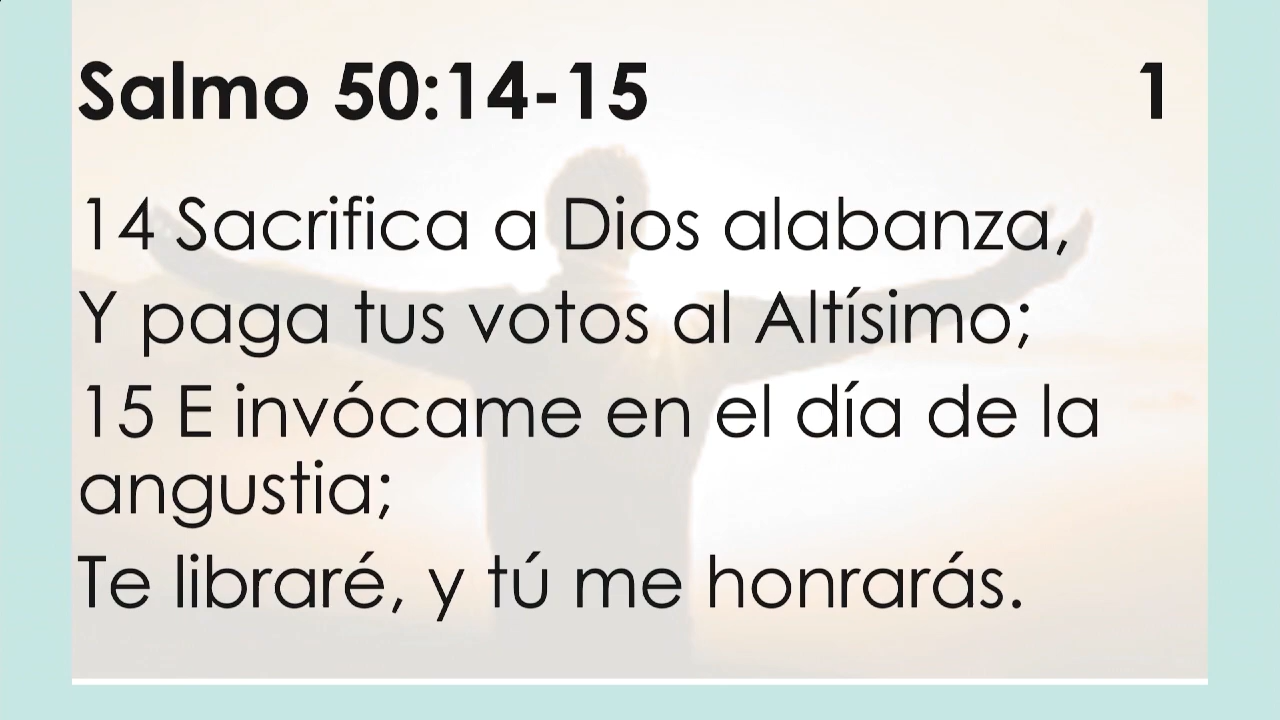 Salmo 50:14-15 1
14 Sacrifica a Dios alabanza,
Y paga tus votos al Altísimo;
15 E invócame en el día de la
angustia;
Te libraré, y tú me honrarás.